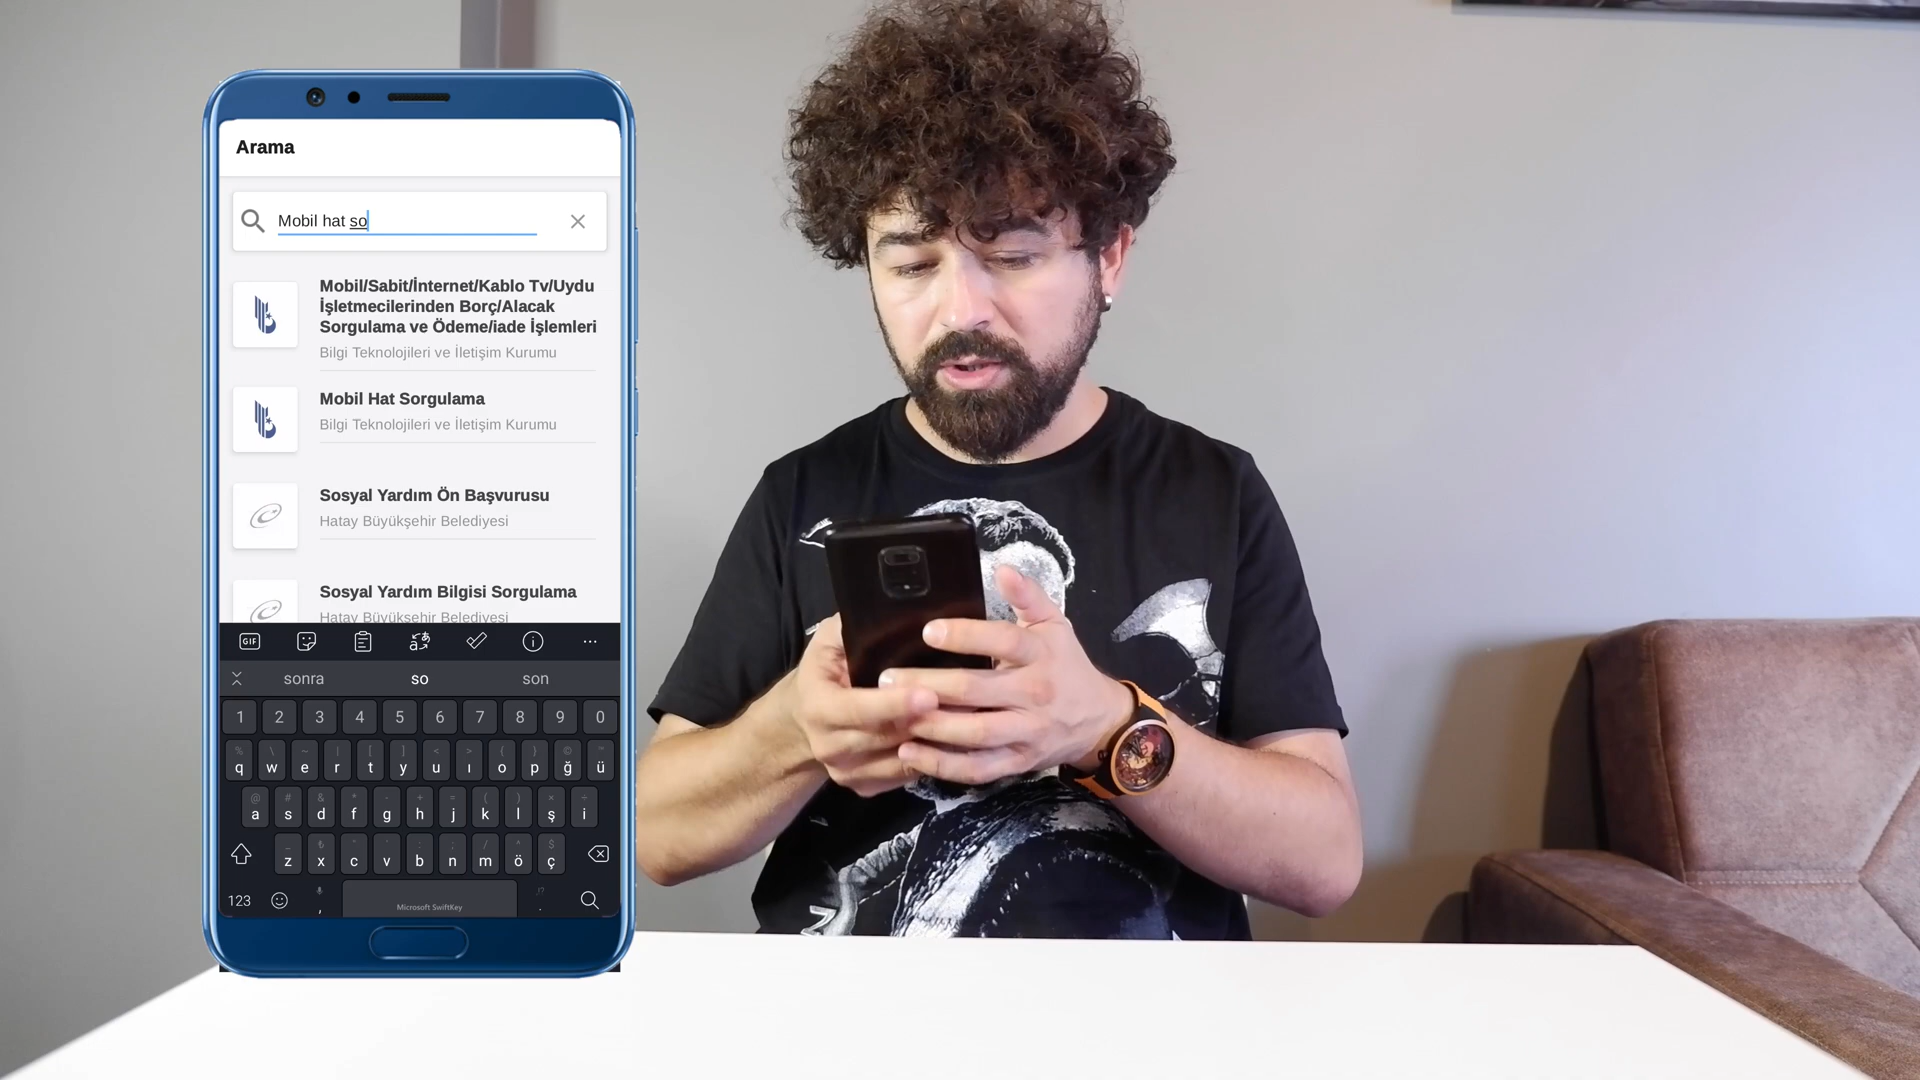 Arama
Mobil hat so
Mobil/Sabit/İnternet/Kablo Tv/Uydu
İşletmecilerinden Borç/Alacak
Sorgulama ve Ödeme/iade İşlemleri
Bilgi Teknolojileri ve İletişim Kurumu
Mobil Hat Sorgulama
Bilgi Teknolojileri ve İletişim Kurumu
Sosyal Yardım Ön Başvurusu
Hatay Büyükşehir Belediyesi
Sosyal Yardım Bilgisi Sorgulama
Hatay Büyükşehir Belediyesi
GIF
sonra so son
1 2 3 4 5 6 7 8 9 0
q w e r t y u ı o p ğ ü
a s d f g h j k l ş i
z x c v b n m ö ç
123 , Microsoft SwiftKey .